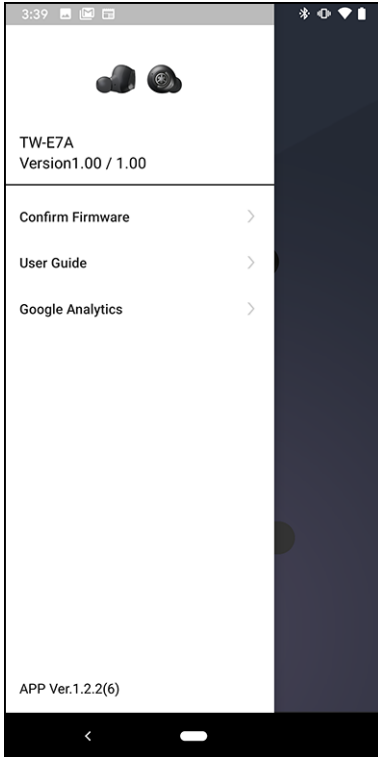 3:39
TW-E7A
Version1.00 / 1.00
Confirm Firmware
User Guide
Google Analytics
APP Ver.1.2.2(6)